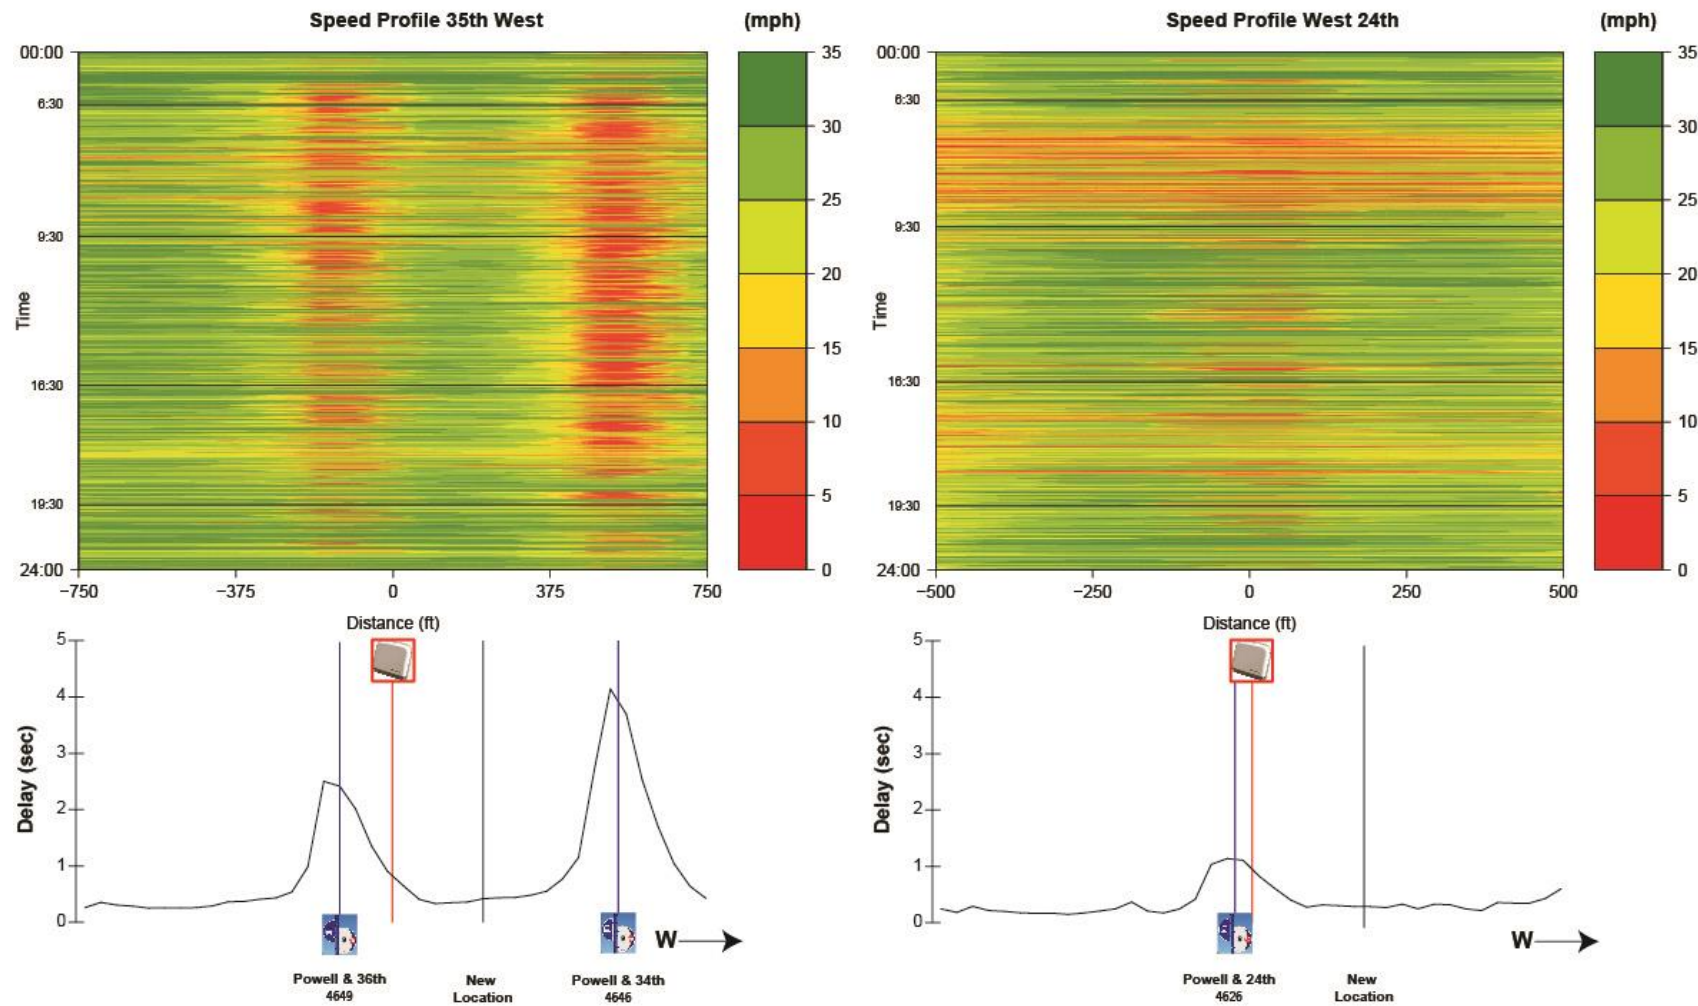 Speed Profile 35th West
(mph)
00:00
6:30
9:30
16:30
19:30
24:00
Time
−750
−375
0
375
750
Distance (ft)
35
30
25
20
15
10
5
0
Speed Profile West 24th
(mph)
00:00
6:30
9:30
16:30
19:30
24:00
Time
−500
−250
0
250
500
Distance (ft)
35
30
25
20
15
10
5
0
5
4
3
2
1
0
Delay (sec)
W
Powell & 36th
4649
New
Location
Powell & 34th
4646
5
4
3
2
1
0
Delay (sec)
W
Powell & 24th
4626
New
Location